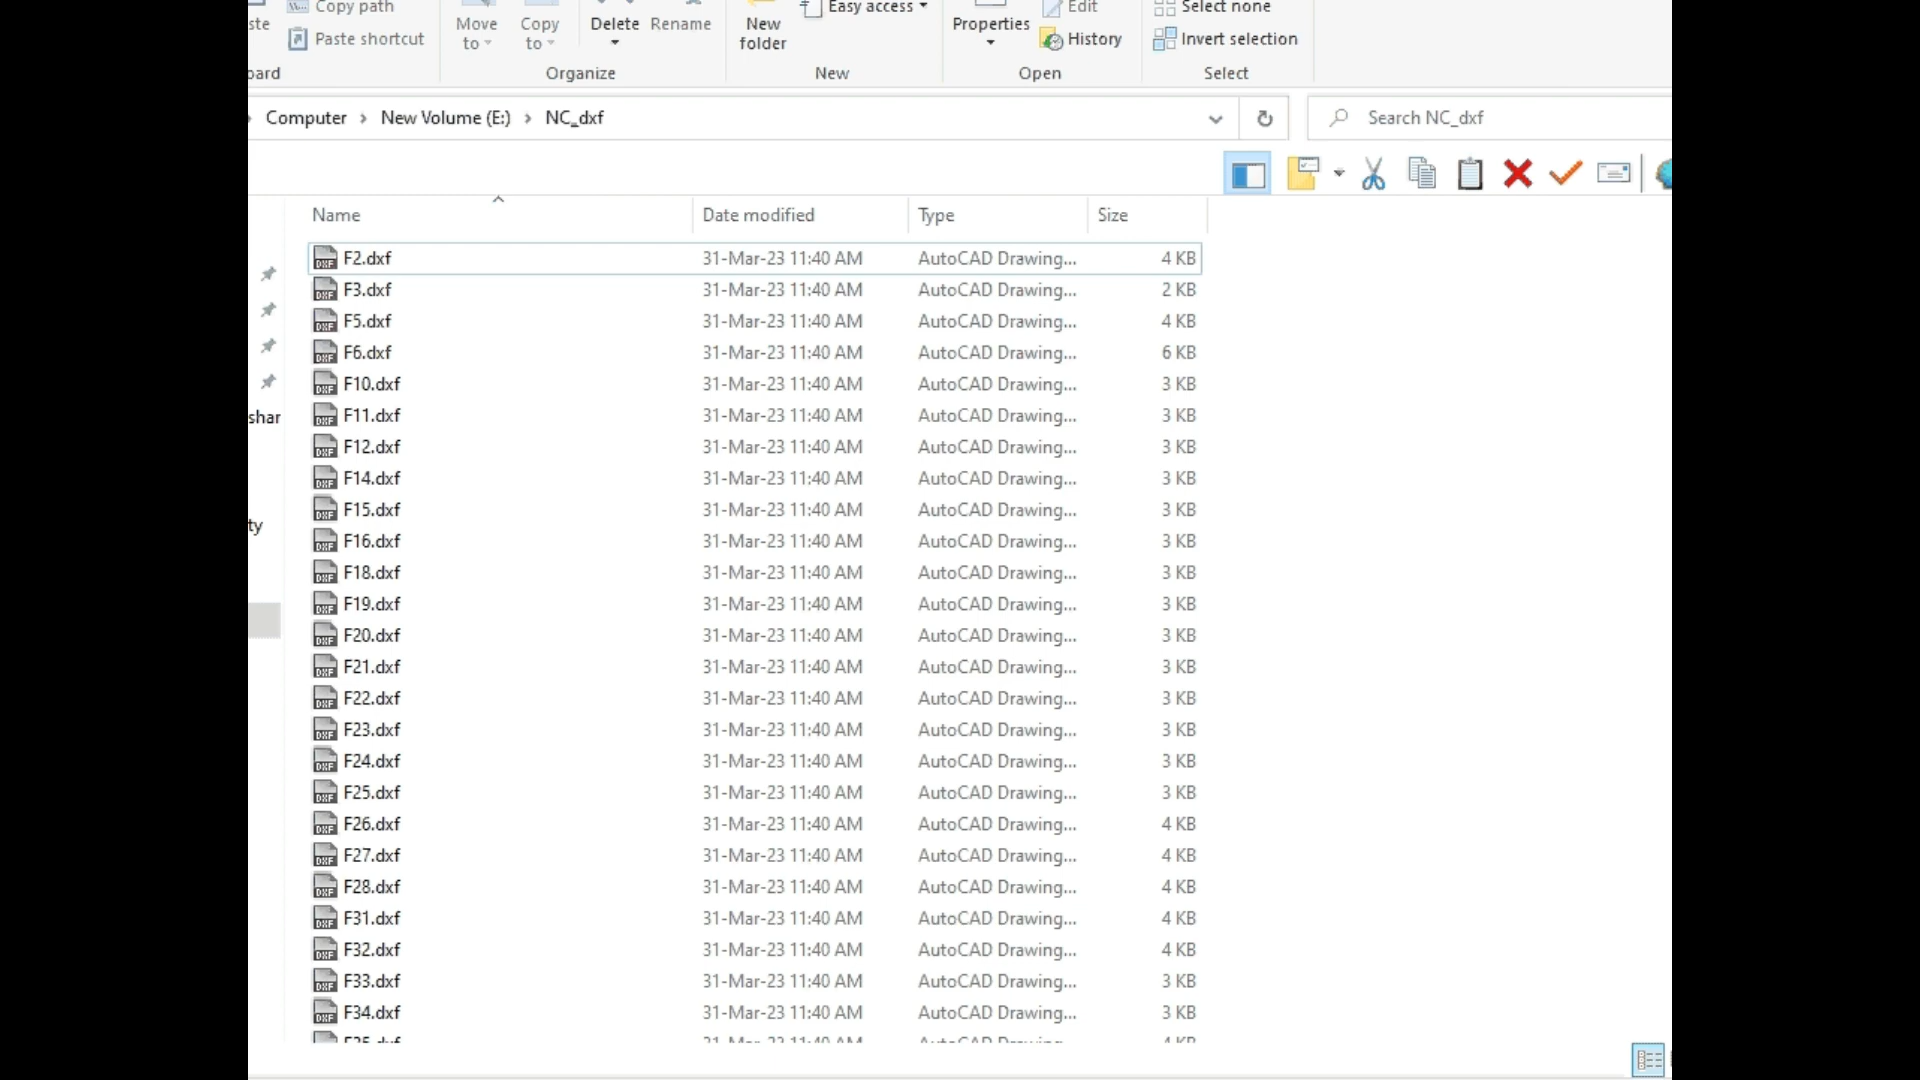 ste
Copy path
Paste shortcut
Move to
Copy to
Delete
Rename
New folder
Easy access
Properties
Edit
History
Select none
Invert selection
oard
Organize
New
Open
Select
Computer > New Volume (E:) > NC_dxf
Search NC_dxf
Name Date modified Type Size
F2.dxf 31-Mar-23 11:40 AM AutoCAD Drawing... 4 KB
F3.dxf 31-Mar-23 11:40 AM AutoCAD Drawing... 2 KB
F5.dxf 31-Mar-23 11:40 AM AutoCAD Drawing... 4 KB
F6.dxf 31-Mar-23 11:40 AM AutoCAD Drawing... 6 KB
F10.dxf 31-Mar-23 11:40 AM AutoCAD Drawing... 3 KB
shar
F11.dxf 31-Mar-23 11:40 AM AutoCAD Drawing... 3 KB
F12.dxf 31-Mar-23 11:40 AM AutoCAD Drawing... 3 KB
F14.dxf 31-Mar-23 11:40 AM AutoCAD Drawing... 3 KB
F15.dxf 31-Mar-23 11:40 AM AutoCAD Drawing... 3 KB
ty
F16.dxf 31-Mar-23 11:40 AM AutoCAD Drawing... 3 KB
F18.dxf 31-Mar-23 11:40 AM AutoCAD Drawing... 3 KB
F19.dxf 31-Mar-23 11:40 AM AutoCAD Drawing... 3 KB
F20.dxf 31-Mar-23 11:40 AM AutoCAD Drawing... 3 KB
F21.dxf 31-Mar-23 11:40 AM AutoCAD Drawing... 3 KB
F22.dxf 31-Mar-23 11:40 AM AutoCAD Drawing... 3 KB
F23.dxf 31-Mar-23 11:40 AM AutoCAD Drawing... 3 KB
F24.dxf 31-Mar-23 11:40 AM AutoCAD Drawing... 3 KB
F25.dxf 31-Mar-23 11:40 AM AutoCAD Drawing... 3 KB
F26.dxf 31-Mar-23 11:40 AM AutoCAD Drawing... 4 KB
F27.dxf 31-Mar-23 11:40 AM AutoCAD Drawing... 4 KB
F28.dxf 31-Mar-23 11:40 AM AutoCAD Drawing... 4 KB
F31.dxf 31-Mar-23 11:40 AM AutoCAD Drawing... 4 KB
F32.dxf 31-Mar-23 11:40 AM AutoCAD Drawing... 4 KB
F33.dxf 31-Mar-23 11:40 AM AutoCAD Drawing... 3 KB
F34.dxf 31-Mar-23 11:40 AM AutoCAD Drawing... 3 KB